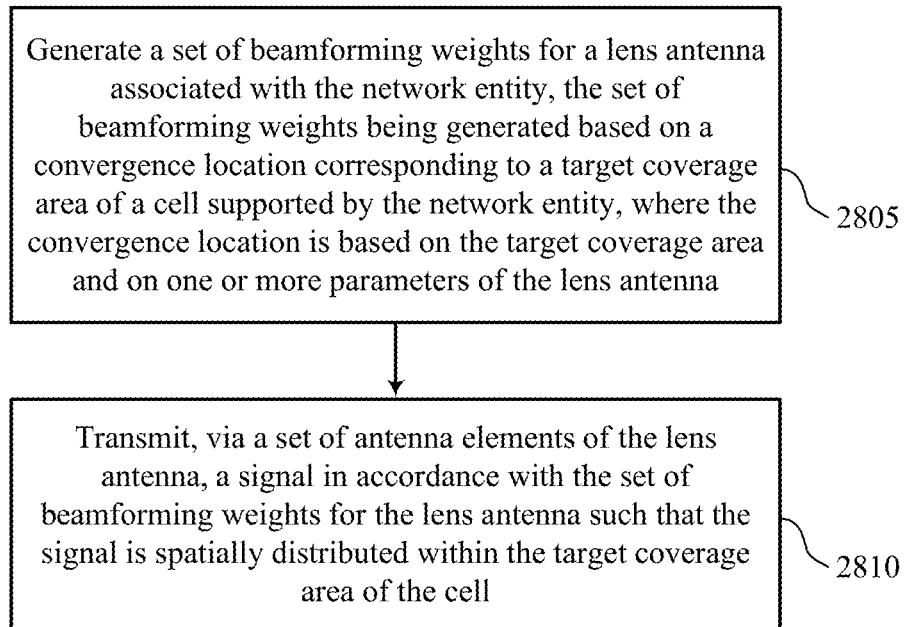 Generate a set of beamforming weights for a lens antenna
associated with the network entity, the set of
beamforming weights being generated based on a
convergence location corresponding to a target coverage
area of a cell supported by the network entity, where the
convergence location is based on the target coverage area
and on one or more parameters of the lens antenna
2805
Transmit, via a set of antenna elements of the lens
antenna, a signal in accordance with the set of
beamforming weights for the lens antenna such that the
signal is spatially distributed within the target coverage
area of the cell
2810